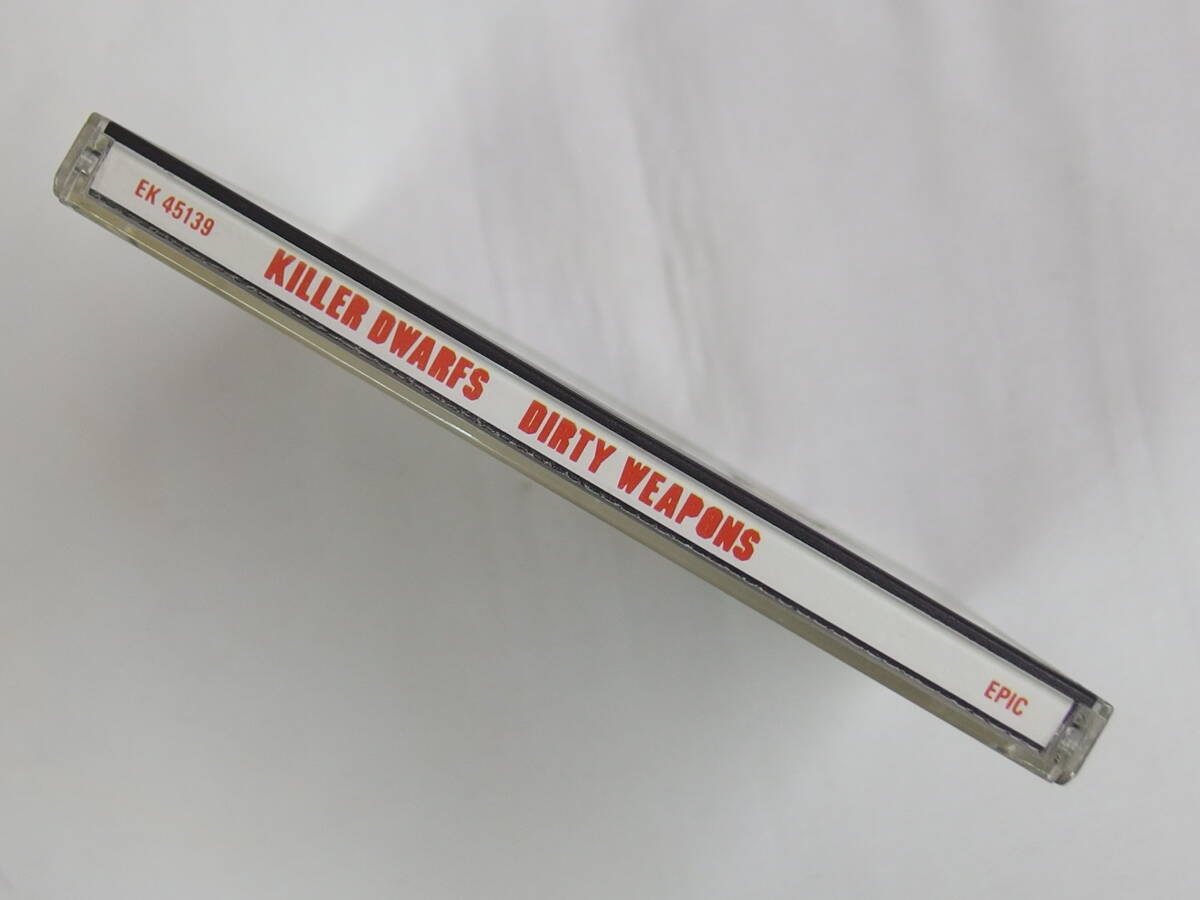 EK 45139 KILLER DWARFS DIRTY WEAPONS EPIC